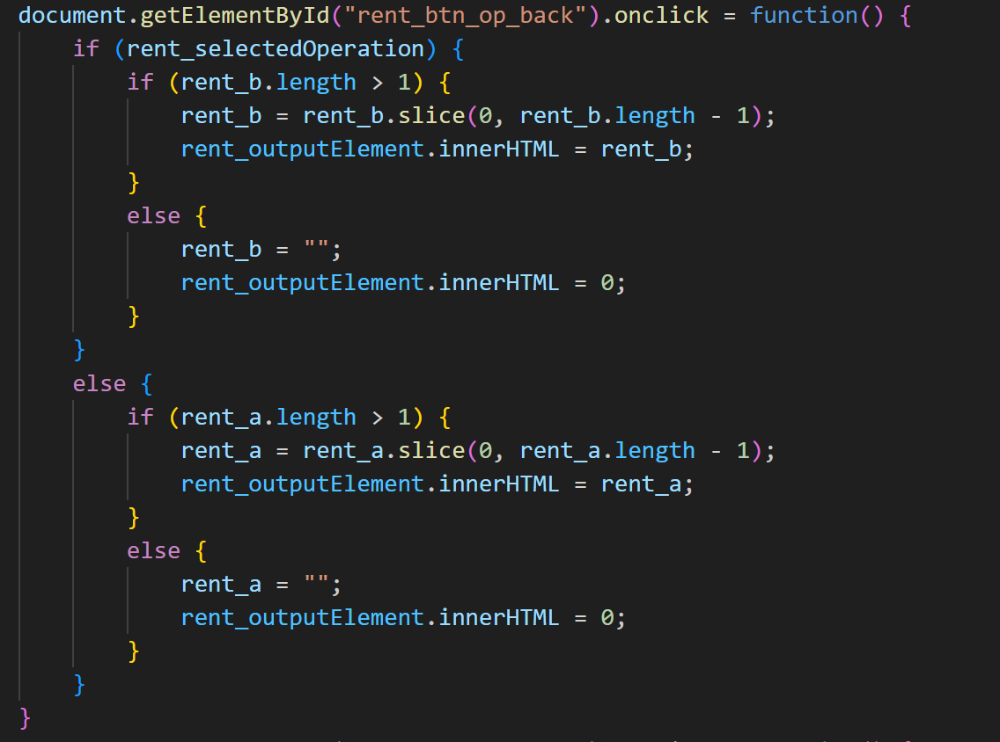 document.getElementById("rent_btn_op_back").onclick = function() {
    if (rent_selectedOperation) {
        if (rent_b.length > 1) {
            rent_b = rent_b.slice(0, rent_b.length - 1);
            rent_outputElement.innerHTML = rent_b;
        }
        else {
            rent_b = "";
            rent_outputElement.innerHTML = 0;
        }
    }
    else {
        if (rent_a.length > 1) {
            rent_a = rent_a.slice(0, rent_a.length - 1);
            rent_outputElement.innerHTML = rent_a;
        }
        else {
            rent_a = "";
            rent_outputElement.innerHTML = 0;
        }
    }
}